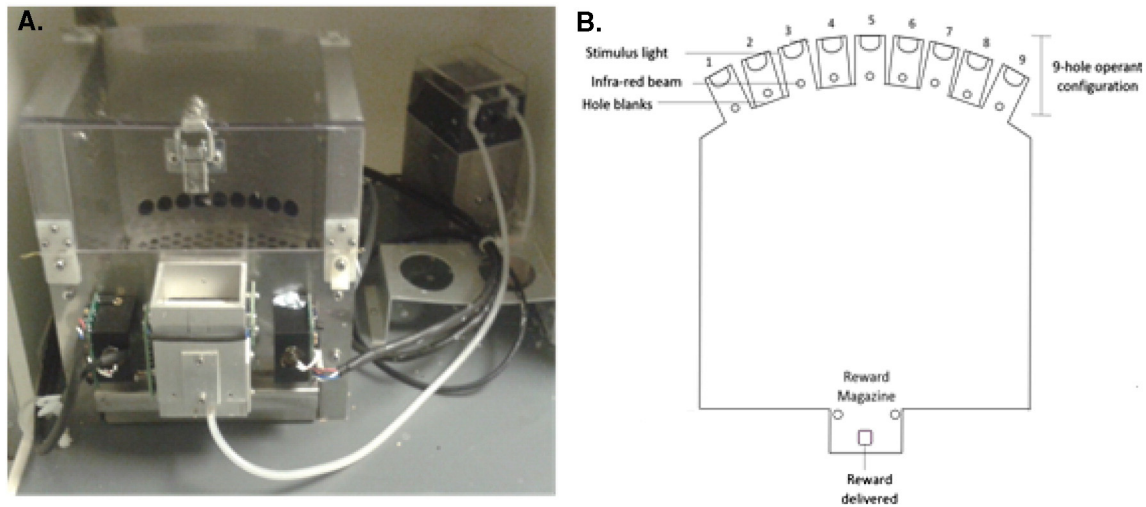 A.
B.
1 2 3 4 5 6 7 8 9
Stimulus light
Infra-red beam
Hole blanks
9-hole operant
configuration
Reward
Magazine
Reward
delivered